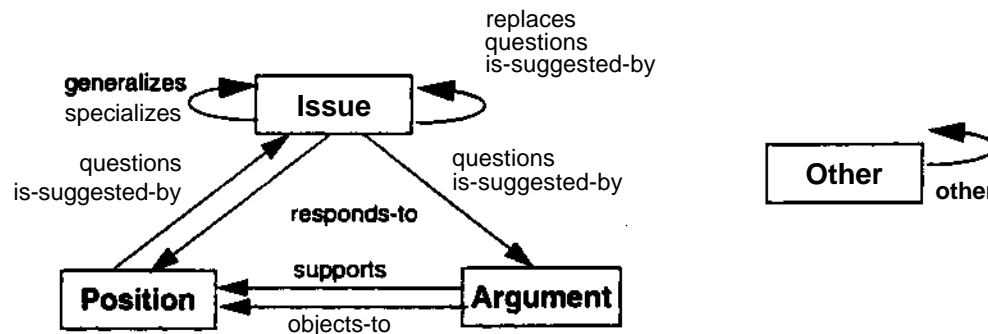 replaces
questions
is-suggested-by
generalizes
specializes
Issue
questions
is-suggested-by
questions
is-suggested-by
Other
other
responds-to
supports
Position
Argument
objects-to